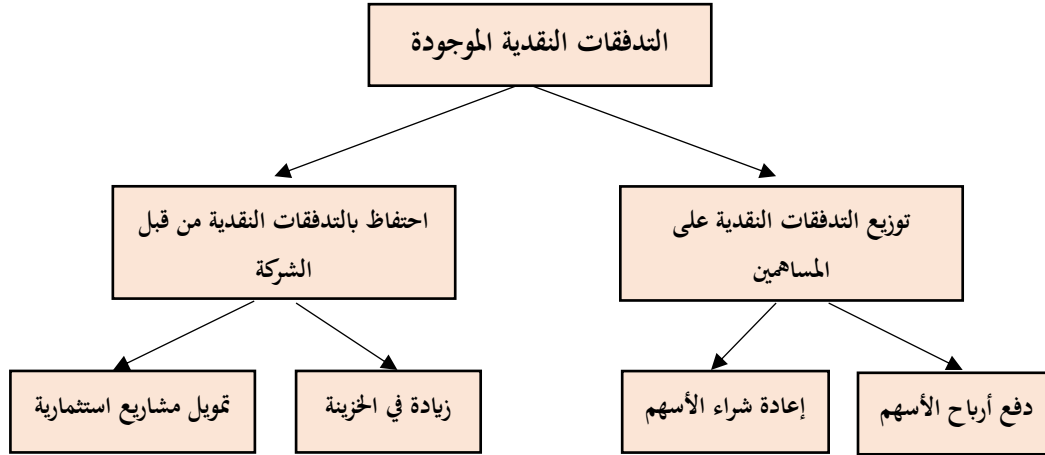 التدفقات النقدية الموجودة
توزيع التدفقات النقدية على
المساهمين
احتفاظ بالتدفقات النقدية من قبل
الشركة
دفع أرباح الأسهم
إعادة شراء الأسهم
زيادة في الخزينة
تمويل مشاريع استثمارية